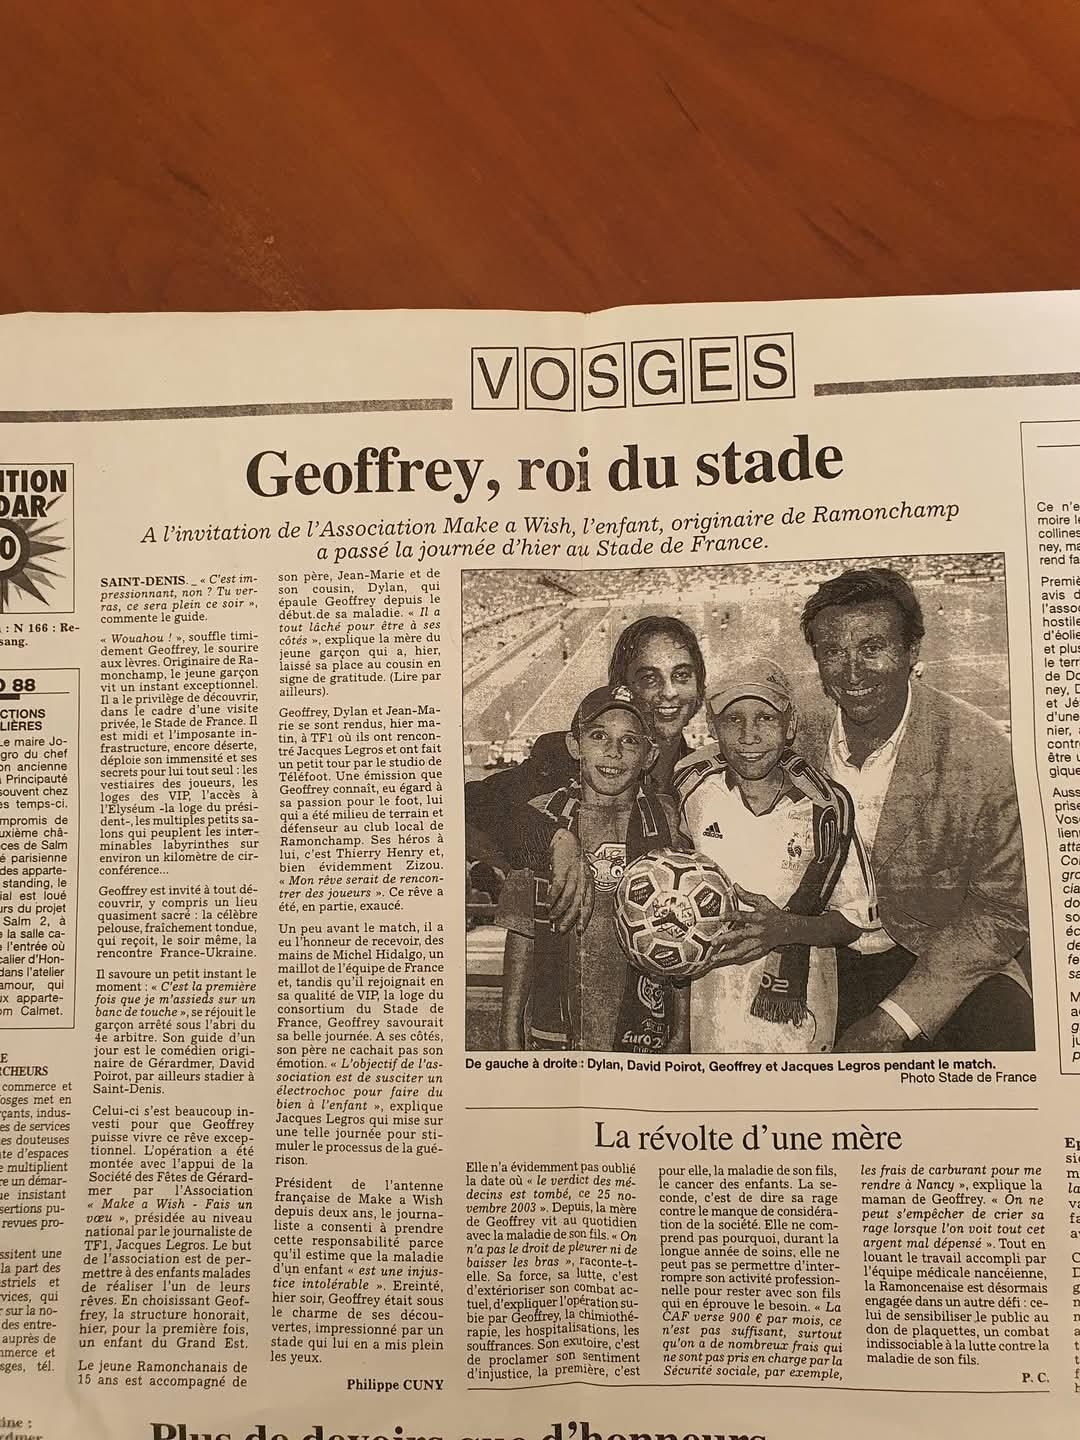 VOSGES
Geoffrey, roi du stade
A l'invitation de l'Association Make a Wish, l'enfant, originaire de Ramonchamp
a passé la journée d'hier au Stade de France.
SAINT-DENIS._ « C'est im-
pressionnant, non ? Tu ver-
ras, ce sera plein ce soir »,
commente le guide.
« Wouahou ! », souffle timi-
dement Geoffrey, le sourire
aux lèvres. Originaire de Ra-
monchamp, le jeune garçon
vit un instant exceptionnel.
Il a le privilège de découvrir,
dans le cadre d'une visite
privée, le Stade de France. Il
est midi et l'imposante in-
frastructure, encore déserte,
déploie son immensité et ses
secrets pour lui tout seul : les
vestiaires des joueurs, les
loges des VIP, l'accès à
l'Elyséum -la loge du prési-
dent-, les multiples petits sa-
lons qui peuplent les inter-
minables labyrinthes sur
environ un kilomètre de cir-
conférence...
Geoffrey est invité à tout dé-
couvrir, y compris un lieu
quasiment sacré : la célèbre
pelouse, fraîchement tondue,
qui reçoit, le soir même, la
rencontre France-Ukraine.
Il savoure un petit instant le
moment : « C'est la première
fois que je m'assieds sur un
banc de touche », se réjouit le
garçon arrêté sous l'abri du
4e arbitre. Son guide d'un
jour est le comédien origi-
naire de Gérardmer, David
Poirot, par ailleurs stadier à
Saint-Denis.
Celui-ci s'est beaucoup in-
vesti pour que Geoffrey
puisse vivre ce rêve excep-
tionnel. L'opération a été
montée avec l'appui de la
Société des Fêtes de Gérard-
mer par l'Association
« Make a Wish - Fais un
vœu », présidée au niveau
national par le journaliste de
TF1, Jacques Legros. Le but
de l'association est de per-
mettre à des enfants malades
de réaliser l'un de leurs
rêves. En choisissant Geof-
frey, la structure honorait,
hier, pour la première fois,
un enfant du Grand Est.
Le jeune Ramonchanais de
15 ans est accompagné de
son père, Jean-Marie et de
son cousin, Dylan, qui
épaule Geoffrey depuis le
début.de sa maladie. « Il a
tout lâché pour être à ses
côtés », explique la mère du
jeune garçon qui a, hier,
laissé sa place au cousin en
signe de gratitude. (Lire par
ailleurs).
Geoffrey, Dylan et Jean-Ma-
rie se sont rendus, hier ma-
tin, à TF1 où ils ont rencon-
tré Jacques Legros et ont fait
un petit tour par le studio de
Téléfoot. Une émission que
Geoffrey connaît, eu égard à
sa passion pour le foot, lui
qui a été milieu de terrain et
défenseur au club local de
Ramonchamp. Ses héros à
lui, c'est Thierry Henry et,
bien évidemment Zizou.
« Mon rêve serait de rencon-
trer des joueurs ». Ce rêve a
été, en partie, exaucé.
Un peu avant le match, il a
eu l'honneur de recevoir, des
mains de Michel Hidalgo, un
maillot de l'équipe de France
et, tandis qu'il rejoignait en
sa qualité de VIP, la loge du
consortium du Stade de
France, Geoffrey savourait
sa belle journée. A ses côtés,
son père ne cachait pas son
émotion. « L'objectif de l'as-
sociation est de susciter un
électrochoc pour faire du
bien à l'enfant », explique
Jacques Legros qui mise sur
une telle journée pour sti-
muler le processus de la gué-
rison.
Président de l'antenne
française de Make a Wish
depuis deux ans, le journa-
liste a consenti à prendre
cette responsabilité parce
qu'il estime que la maladie
d'un enfant « est une injus-
tice intolérable ». Ereinté,
hier soir, Geoffrey était sous
le charme de ses décou-
vertes, impressionné par un
stade qui lui en a mis plein
les yeux.
Philippe CUNY
adidas
Euro 2
De gauche à droite : Dylan, David Poirot, Geoffrey et Jacques Legros pendant le match.
Photo Stade de France
La révolte d'une mère
Elle n'a évidemment pas oublié
la date où « le verdict des mé-
decins est tombé, ce 25 no-
vembre 2003 ». Depuis, la mère
de Geoffrey vit au quotidien
avec la maladie de son fils. « On
n'a pas le droit de pleurer ni de
baisser les bras », raconte-t-
elle. Sa force, sa lutte, c'est
d'extérioriser son combat ac-
tuel, d'expliquer l'opération su-
bie par Geoffrey, la chimiothé-
rapie, les hospitalisations, les
souffrances. Son exutoire, c'est
de proclamer son sentiment
d'injustice, la première, c'est
pour elle, la maladie de son fils,
le cancer des enfants. La se-
conde, c'est de dire sa rage
contre le manque de considéra-
tion de la société. Elle ne com-
prend pas pourquoi, durant la
longue année de soins, elle ne
peut pas se permettre d'inter-
rompre son activité profession-
nelle pour rester avec son fils
qui en éprouve le besoin. « La
CAF verse 900 € par mois, ce
n'est pas suffisant, surtout
qu'on a de nombreux frais qui
ne sont pas pris en charge par la
Sécurité sociale, par exemple,
les frais de carburant pour me
rendre à Nancy », explique la
maman de Geoffrey. « On ne
peut s'empêcher de crier sa
rage lorsque l'on voit tout cet
argent mal dépensé ». Tout en
louant le travail accompli par
l'équipe médicale nancéienne,
la Ramoncenaise est désormais
engagée dans un autre défi : ce-
lui de sensibiliser le public au
don de plaquettes, un combat
indissociable à la lutte contre la
maladie de son fils.
P. C.
Plus de devoirs que d'honneurs